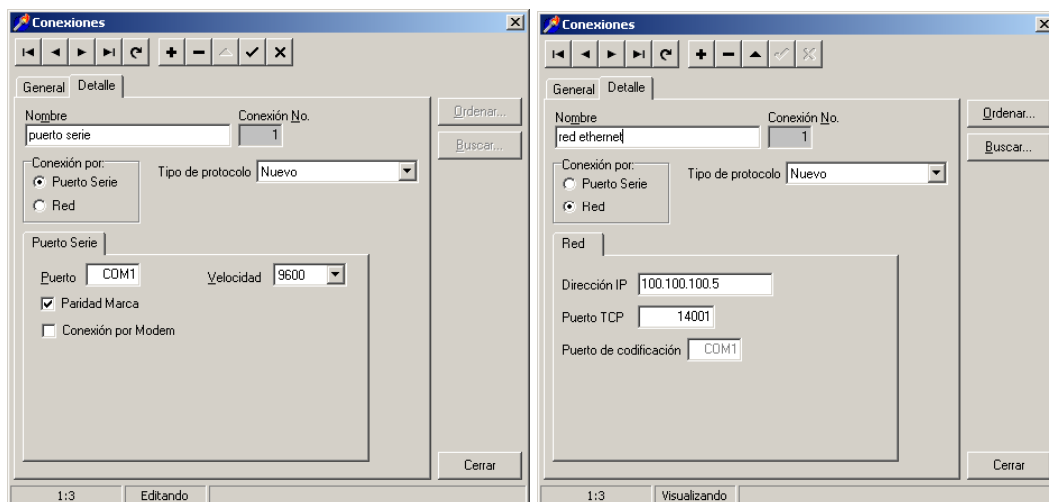 Conexiones
General Detalle
Nombre
Conexión No.
puerto serie
1
Ordenar...
Buscar...
Conexión por:
Puerto Serie
Red
Tipo de protocolo Nuevo
Puerto Serie
Puerto COM1
Velocidad 9600
Paridad Marca
Conexión por Modem
Cerrar
1:3 Editando
Conexiones
General Detalle
Nombre
Conexión No.
red ethernet
1
Ordenar...
Buscar...
Conexión por:
Puerto Serie
Red
Tipo de protocolo Nuevo
Red
Dirección IP 100.100.100.5
Puerto TCP 14001
Puerto de codificación COM1
Cerrar
1:3 Visualizando